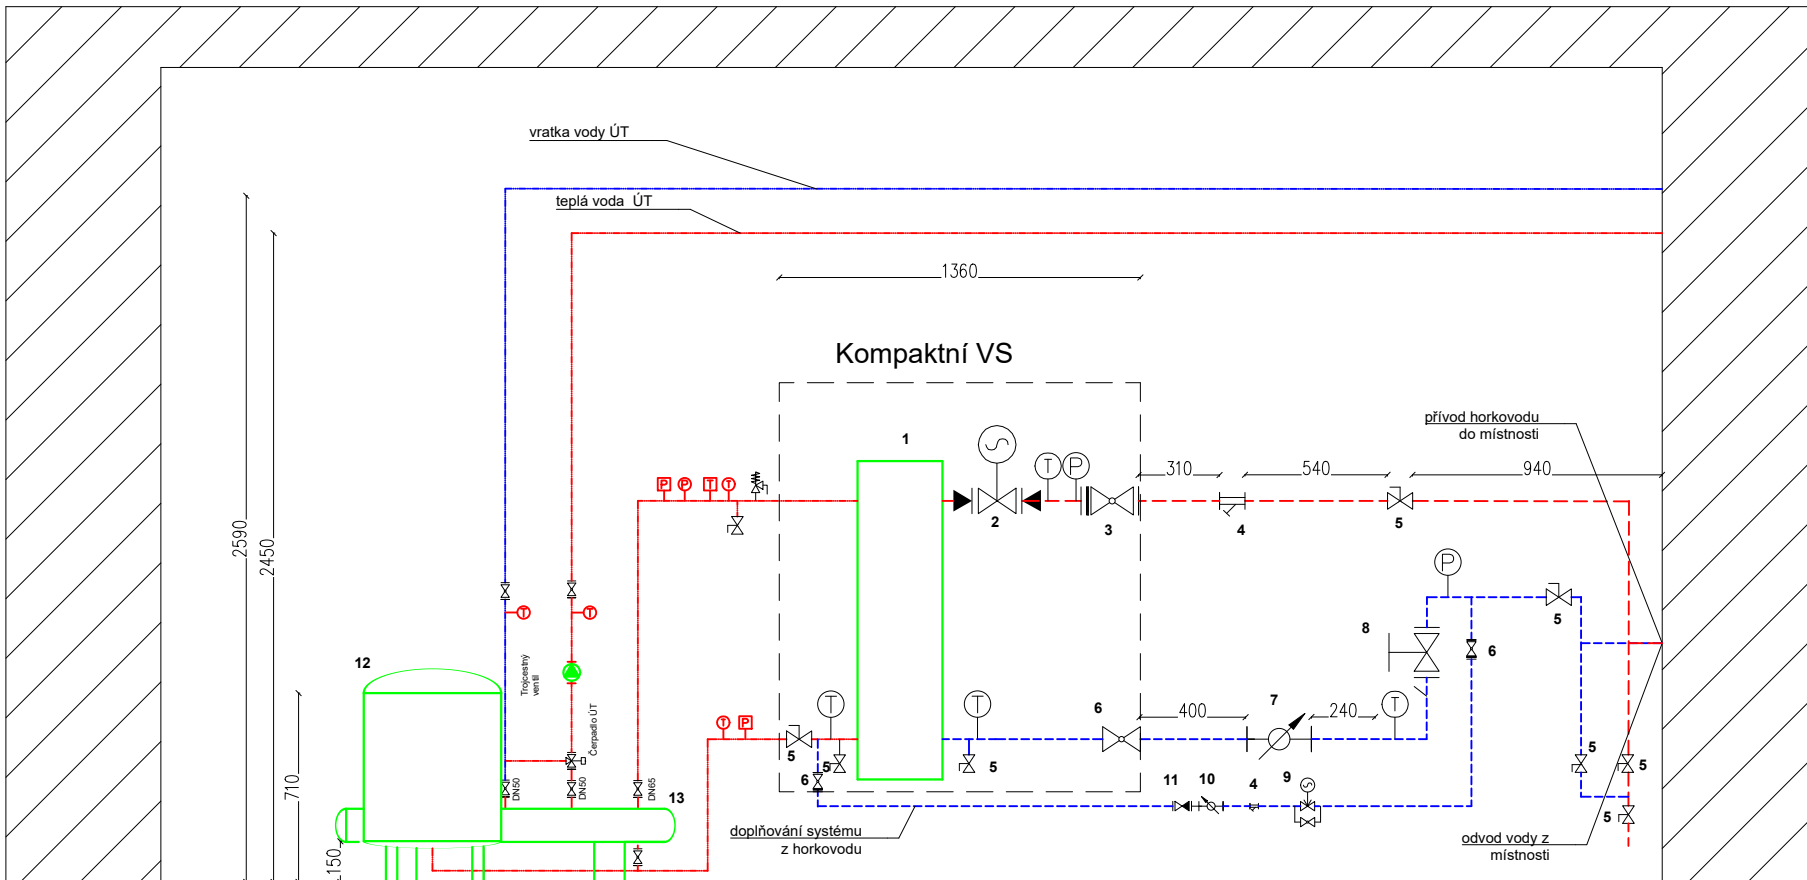 vratka vody ÚT
teplá voda ÚT
1360
Kompaktní VS
přívod horkovodu
do místnosti
1
S
T
P
310
540
940
2
3
4
5
P
P
T
T
2590
2450
T
T
P
8
5
6
12
Trojcestný
ventil
Čerpadlo ÚT
T
P
T
T
6
400
7
240
T
5
5
6
5
5
5
DN50
DN50
DN65
13
11
10
4
9
S
5
710
150
doplňování systému
z horkovodu
odvod vody z
místnosti